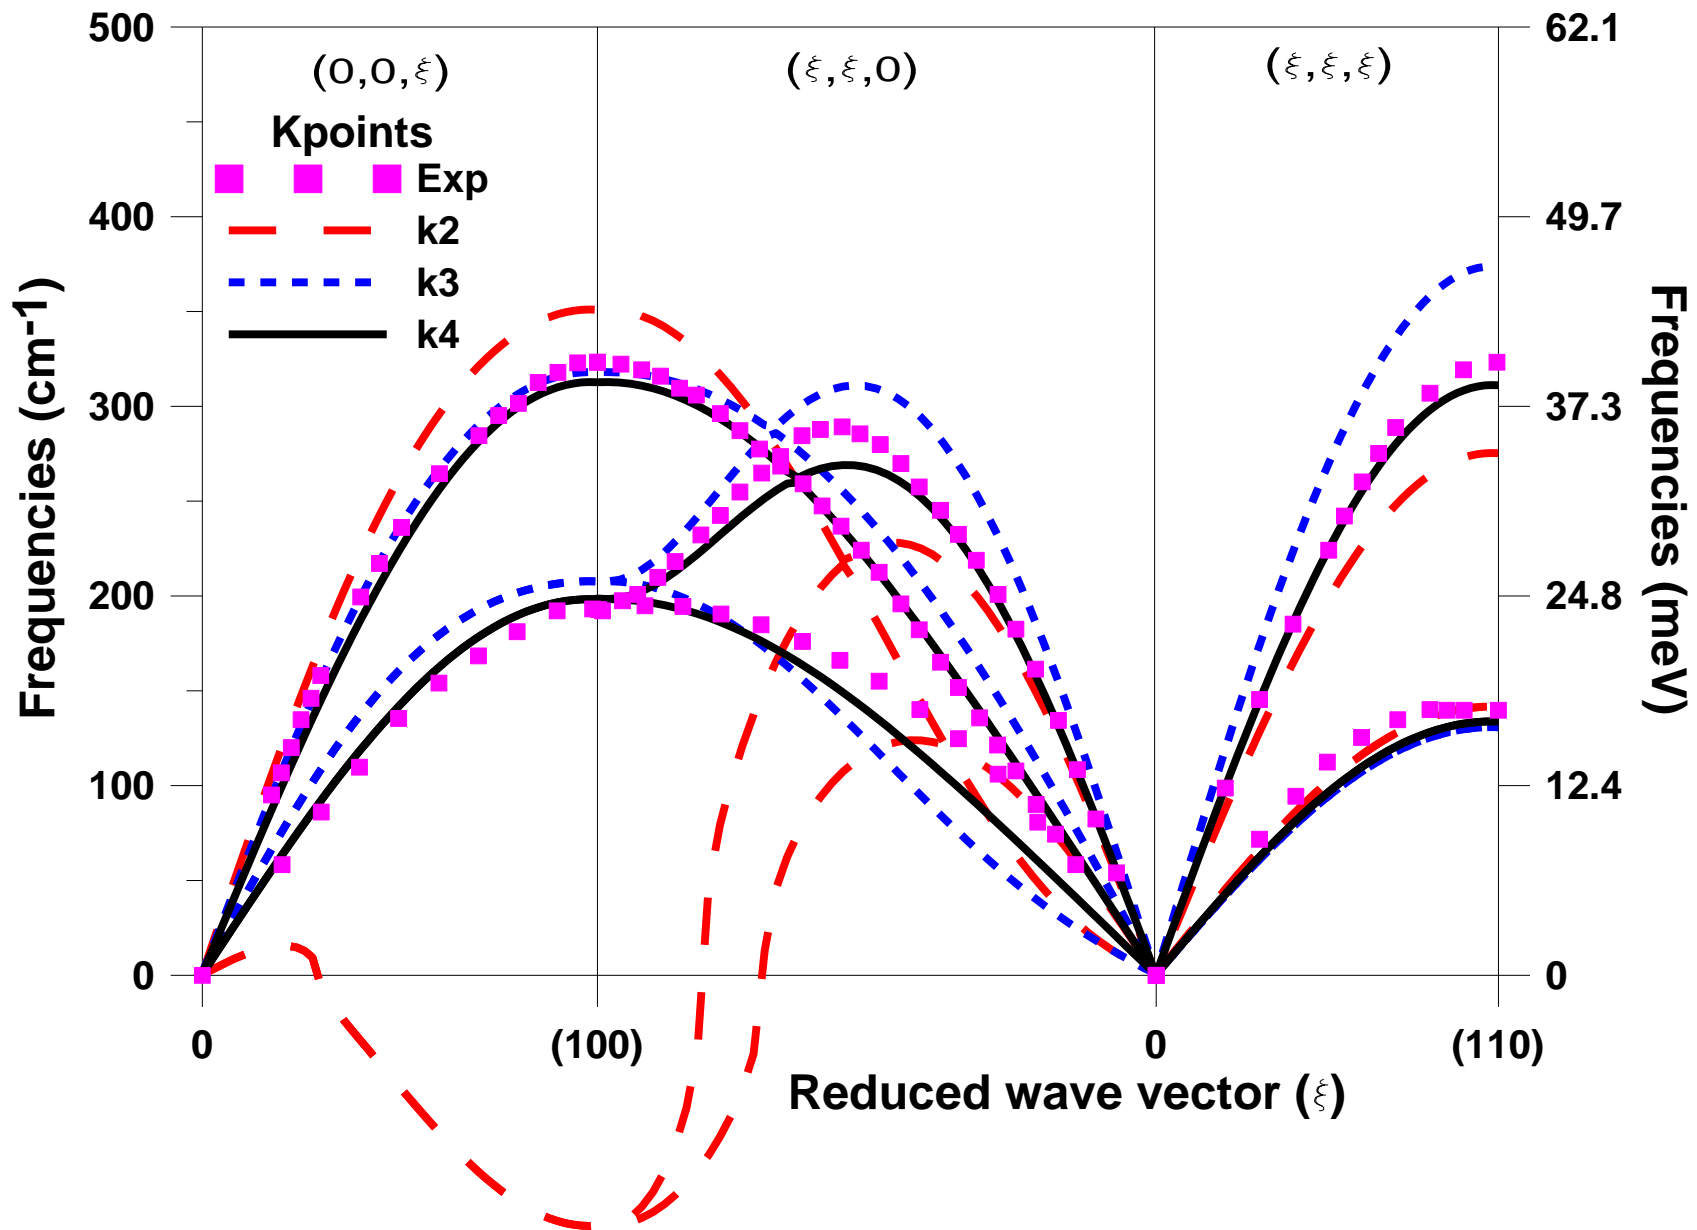 (0,0,ξ)
(ξ,ξ,0)
(ξ,ξ,ξ)
Kpoints
Exp
k2
k3
k4
500
400
300
200
100
0
Frequencies (cm-1)
62.1
49.7
37.3
24.8
12.4
0
Frequencies (meV)
0
(100)
0
(110)
Reduced wave vector (ξ)